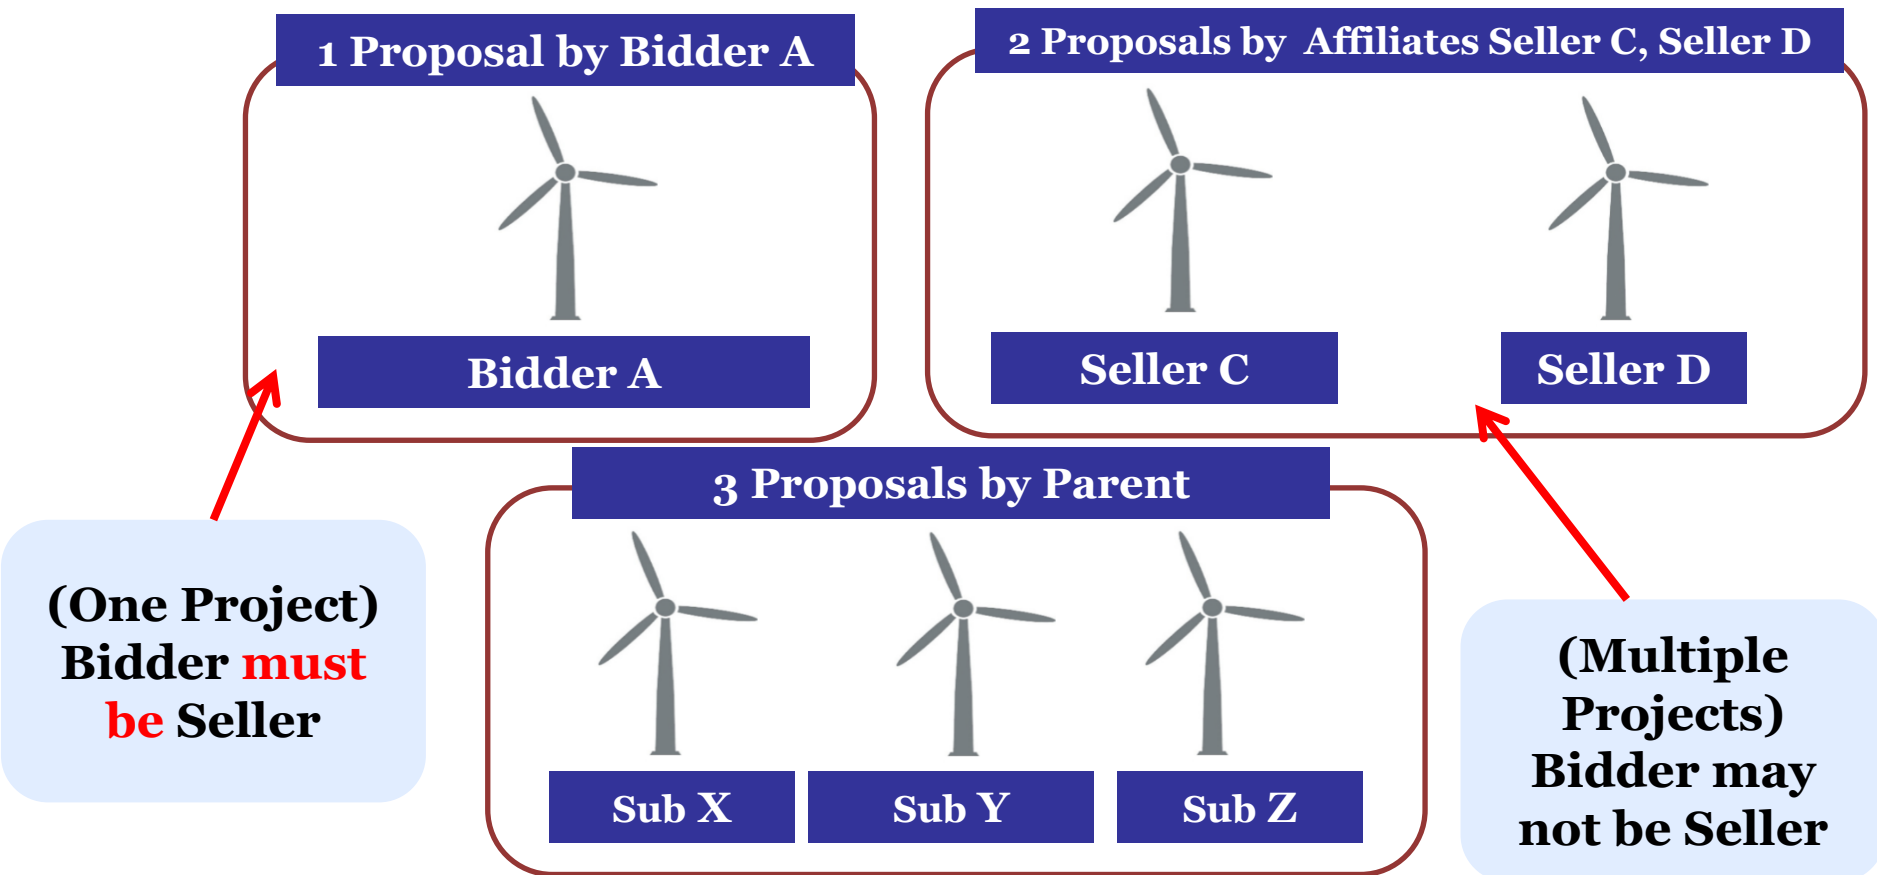 1 Proposal by Bidder A
2 Proposals by Affiliates Seller C, Seller D
Bidder A
Seller C
Seller D
3 Proposals by Parent
(One Project)
Bidder must
be Seller
(Multiple
Projects)
Bidder may
not be Seller
Sub X
Sub Y
Sub Z